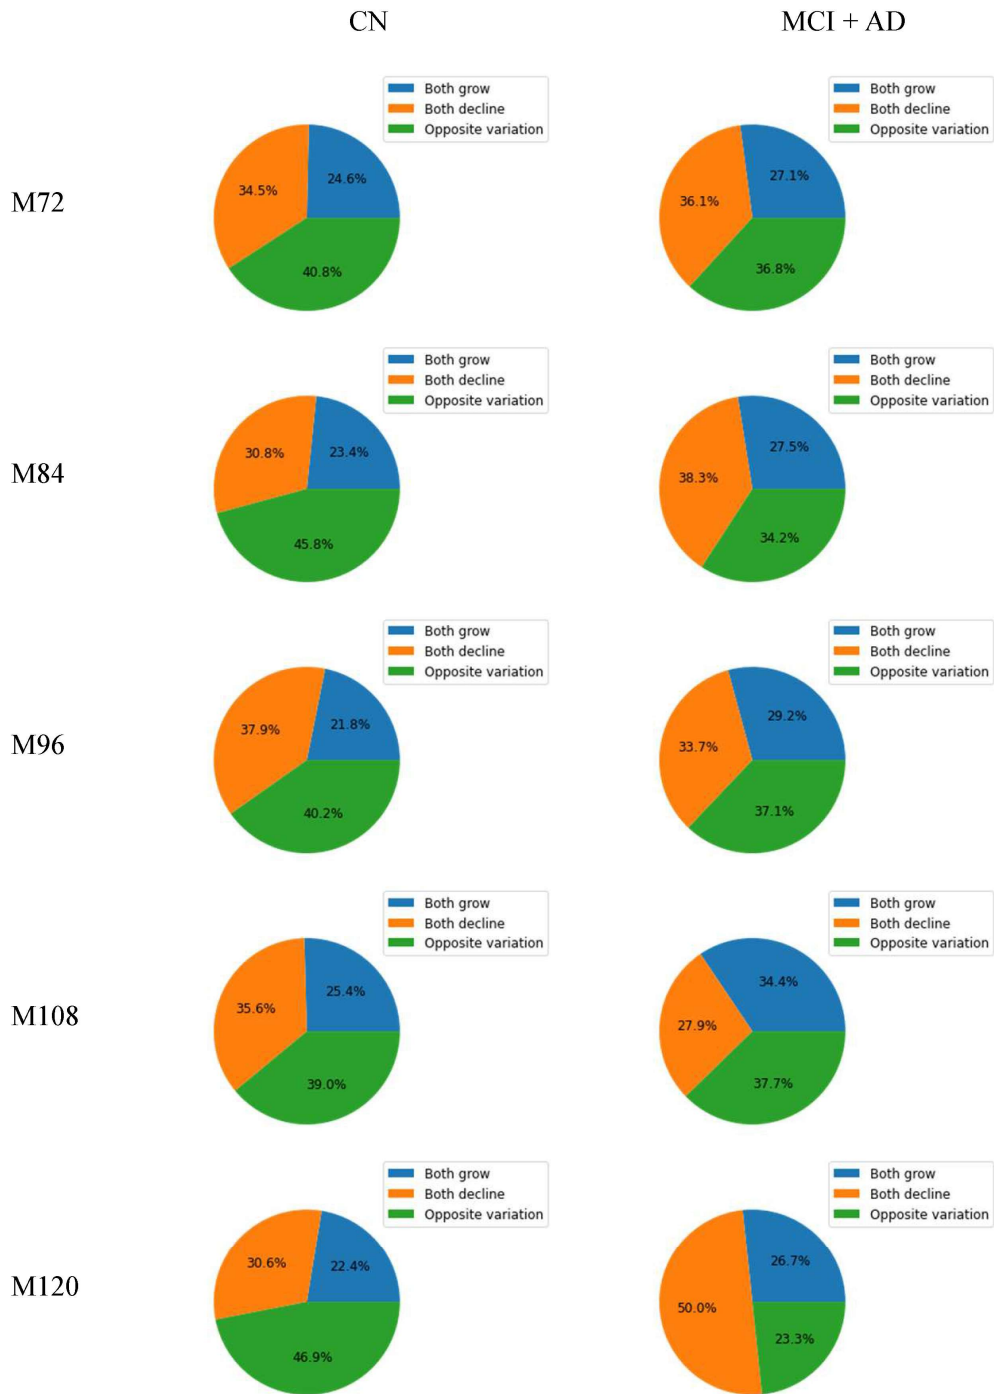 CN
MCI + AD
M72
Both grow
Both decline
Opposite variation
34.5%
24.6%
40.8%
Both grow
Both decline
Opposite variation
36.1%
27.1%
36.8%
M84
Both grow
Both decline
Opposite variation
30.8%
23.4%
45.8%
Both grow
Both decline
Opposite variation
38.3%
27.5%
34.2%
M96
Both grow
Both decline
Opposite variation
37.9%
21.8%
40.2%
Both grow
Both decline
Opposite variation
33.7%
29.2%
37.1%
M108
Both grow
Both decline
Opposite variation
35.6%
25.4%
39.0%
Both grow
Both decline
Opposite variation
27.9%
34.4%
37.7%
M120
Both grow
Both decline
Opposite variation
30.6%
22.4%
46.9%
Both grow
Both decline
Opposite variation
50.0%
26.7%
23.3%